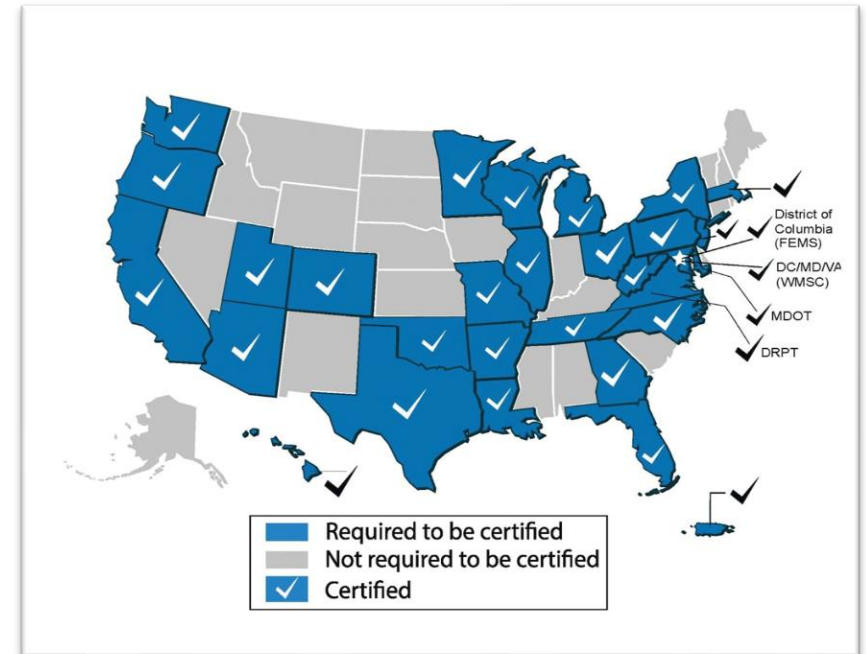 District of
Columbia
(FEMS)
DC/MD/VA
(WMSC)
MDOT
DRPT
Required to be certified
Not required to be certified
Certified